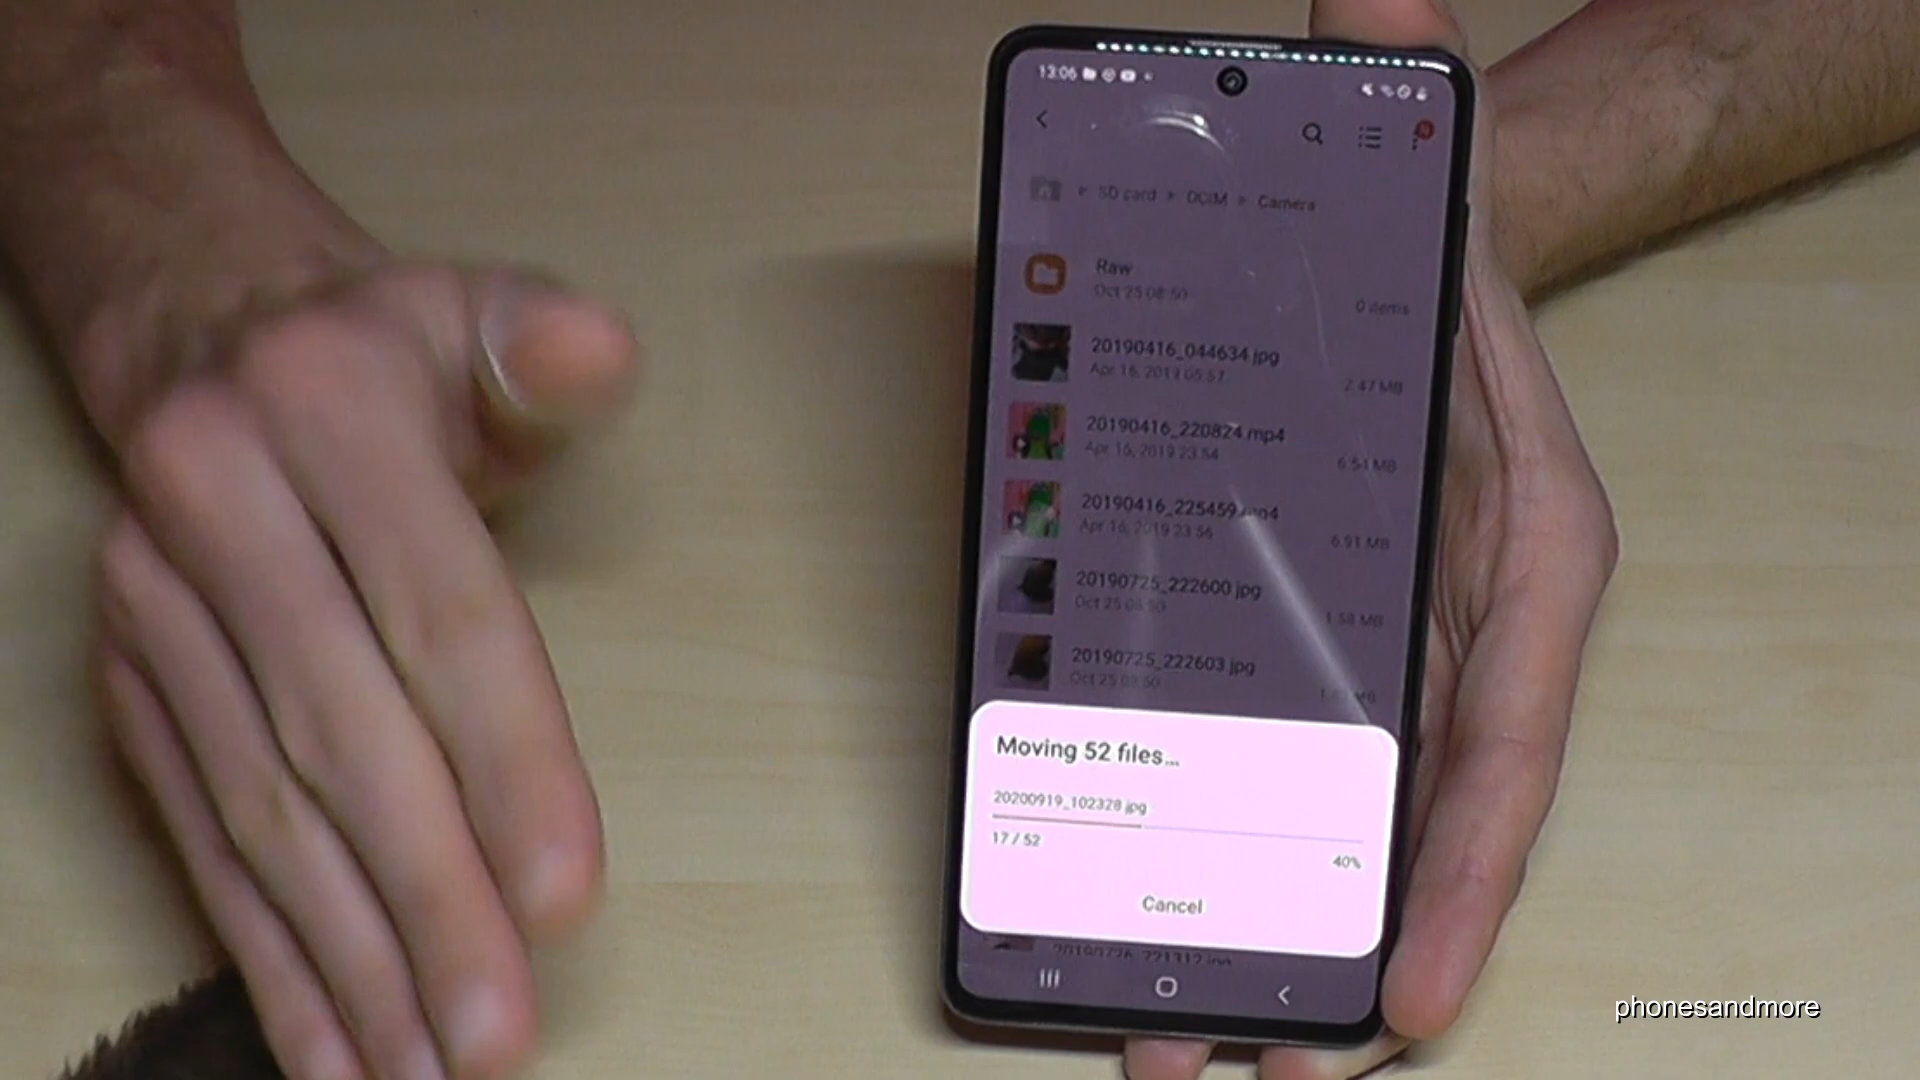 13:06
SD card DCIM Camera
Raw
Oct 25 08:50
0 items
20190416_044634.jpg
Apr 16, 2019 05:57
2.47 MB
20190416_220824.mp4
Apr 16, 2019 23:54
6.51 MB
20190416_225459.mp4
Apr 16, 2019 23:56
6.91 MB
20190725_222600.jpg
Oct 25 08:50
1.58 MB
20190725_222603.jpg
Oct 25 08:50
Moving 52 files...
20200919_102328.jpg
17 / 52
40%
Cancel
phonesandmore